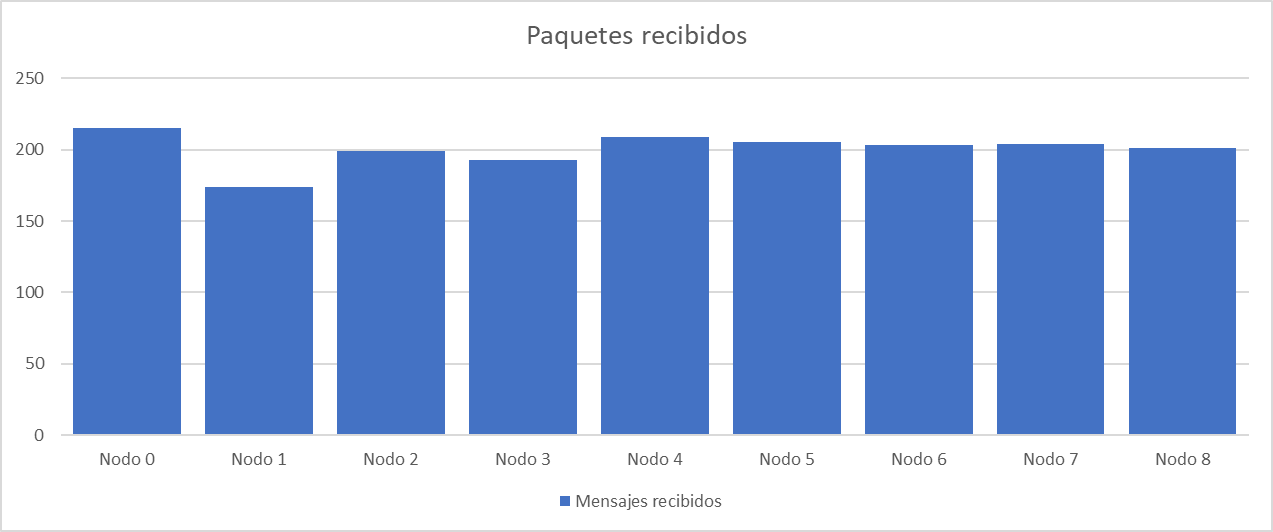 Paquetes recibidos
250
200
150
100
50
0
Nodo 0 Nodo 1 Nodo 2 Nodo 3 Nodo 4 Nodo 5 Nodo 6 Nodo 7 Nodo 8
Mensajes recibidos